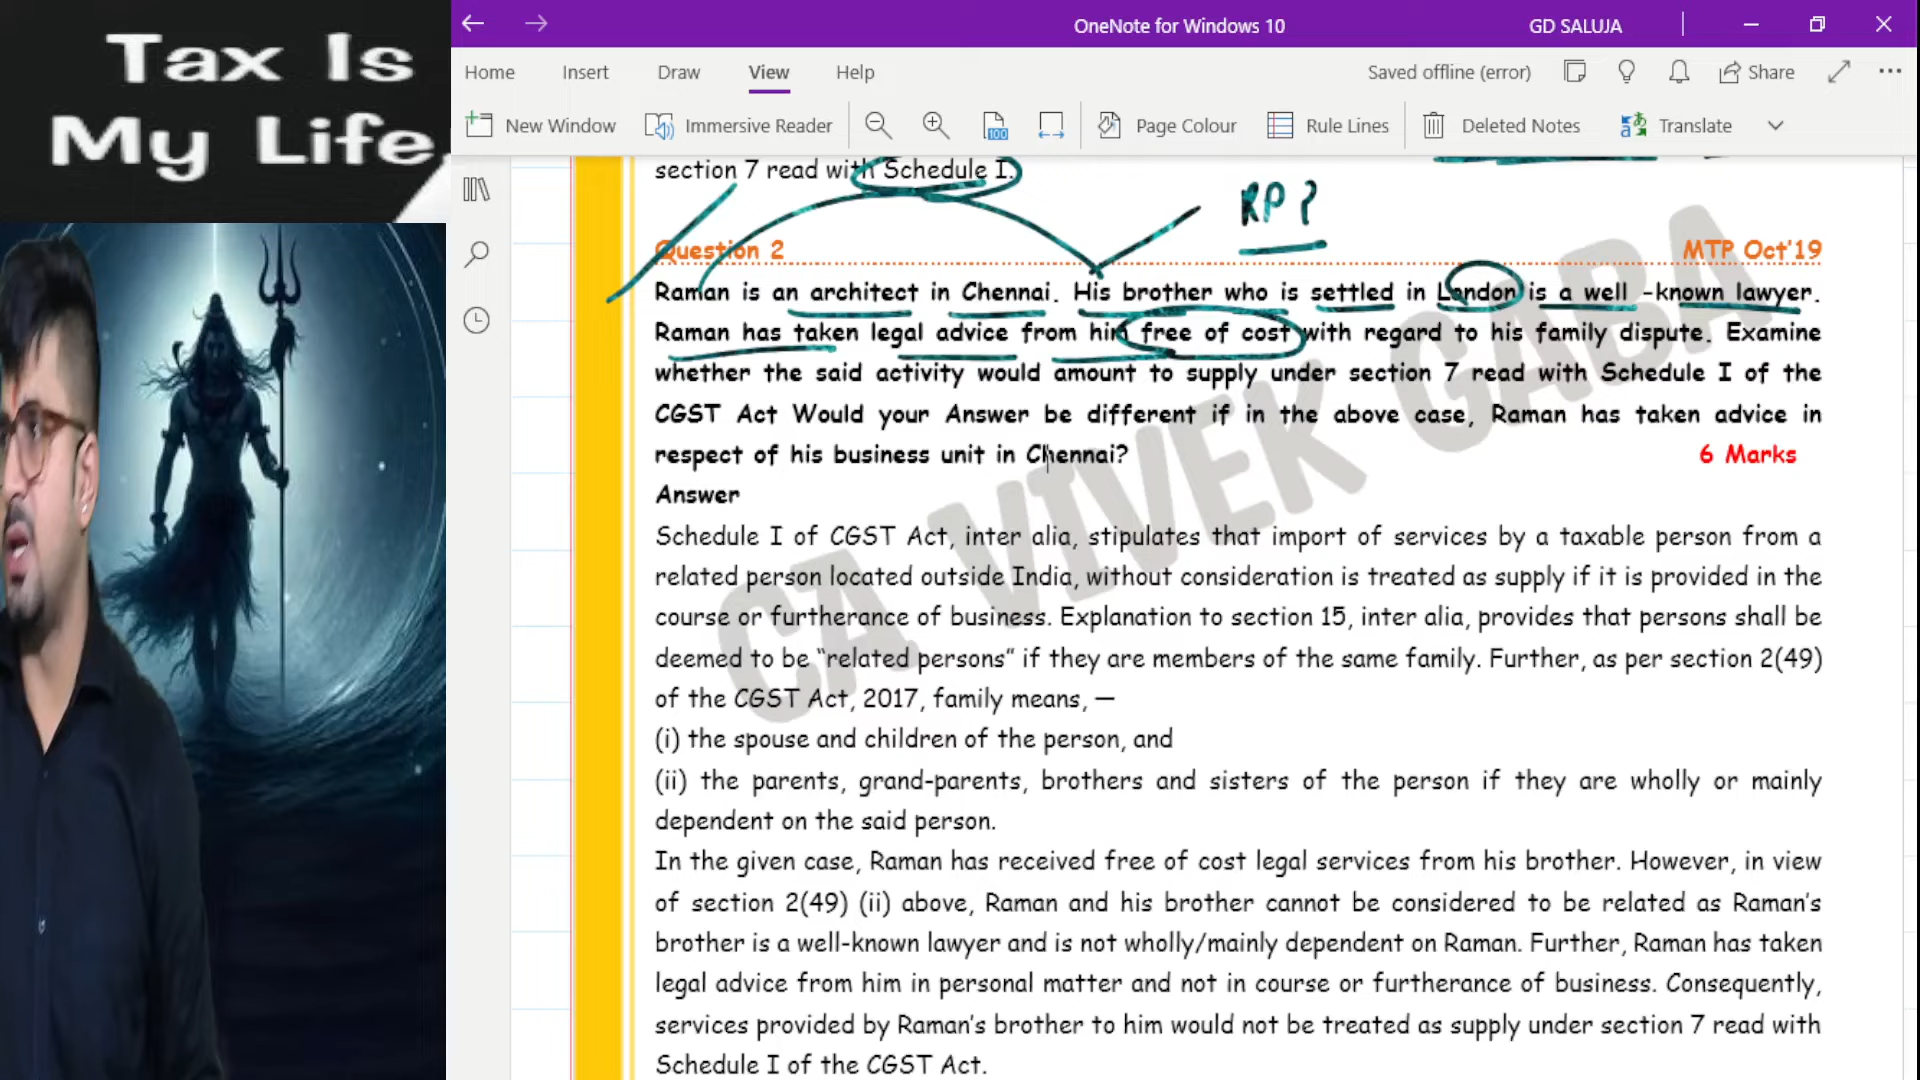 Tax Is
My Life
OneNote for Windows 10
GD SALUJA
Home Insert Draw View Help
Saved offline (error)
Share
New Window
Immersive Reader
100
Page Colour
Rule Lines
Deleted Notes
Translate
section 7 read with Schedule I.
RP?
Question 2
MTP Oct'19
Raman is an architect in Chennai. His brother who is settled in London is a well -known lawyer.
Raman has taken legal advice from him free of cost with regard to his family dispute. Examine
whether the said activity would amount to supply under section 7 read with Schedule I of the
CGST Act Would your Answer be different if in the above case, Raman has taken advice in
respect of his business unit in Chennai?
6 Marks
Answer
Schedule I of CGST Act, inter alia, stipulates that import of services by a taxable person from a
related person located outside India, without consideration is treated as supply if it is provided in the
course or furtherance of business. Explanation to section 15, inter alia, provides that persons shall be
deemed to be “related persons” if they are members of the same family. Further, as per section 2(49)
of the CGST Act, 2017, family means, —
(i) the spouse and children of the person, and
(ii) the parents, grand-parents, brothers and sisters of the person if they are wholly or mainly
dependent on the said person.
In the given case, Raman has received free of cost legal services from his brother. However, in view
of section 2(49) (ii) above, Raman and his brother cannot be considered to be related as Raman’s
brother is a well-known lawyer and is not wholly/mainly dependent on Raman. Further, Raman has taken
legal advice from him in personal matter and not in course or furtherance of business. Consequently,
services provided by Raman’s brother to him would not be treated as supply under section 7 read with
Schedule I of the CGST Act.
CA VIVEK GABA